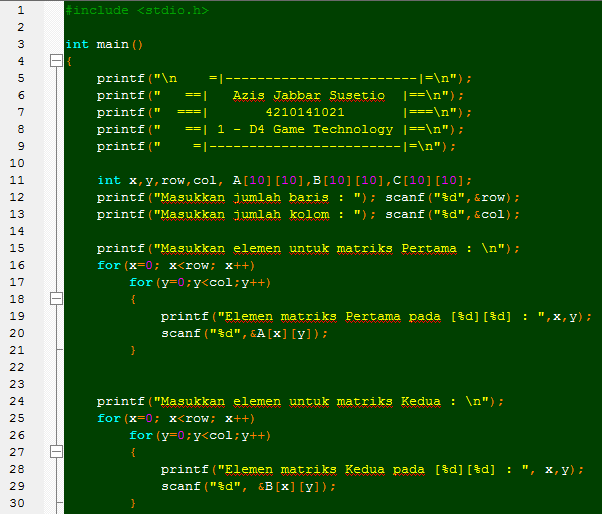 1 #include <stdio.h>
2
3 int main()
4 {
5 printf("\n    =|------------------------|=\n");
6 printf("   ==|   Azis Jabbar Susetio  |==\n");
7 printf("  ===|       4210141021       |===\n");
8 printf("   ==| 1 - D4 Game Technology |==\n");
9 printf("    =|------------------------|=\n");
10
11 int x,y,row,col, A[10][10],B[10][10],C[10][10];
12 printf("Masukkan jumlah baris : "); scanf("%d",&row);
13 printf("Masukkan jumlah kolom : "); scanf("%d",&col);
14
15 printf("Masukkan elemen untuk matriks Pertama : \n");
16 for(x=0; x<row; x++)
17 for(y=0;y<col;y++)
18 {
19 printf("Elemen matriks Pertama pada [%d][%d] : ",x,y);
20 scanf("%d",&A[x][y]);
21 }
22
23
24 printf("Masukkan elemen untuk matriks Kedua : \n");
25 for(x=0; x<row; x++)
26 for(y=0;y<col;y++)
27 {
28 printf("Elemen matriks Kedua pada [%d][%d] : ", x,y);
29 scanf("%d", &B[x][y]);
30 }